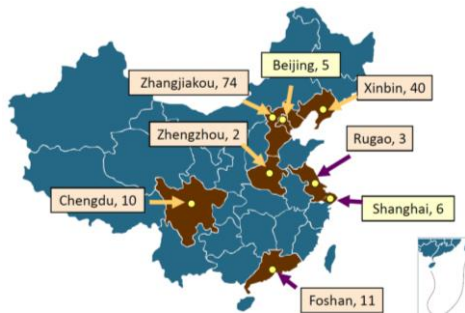 Beijing, 5
Zhangjiakou, 74
Xinbin, 40
Zhengzhou, 2
Rugao, 3
Chengdu, 10
Shanghai, 6
Foshan, 11